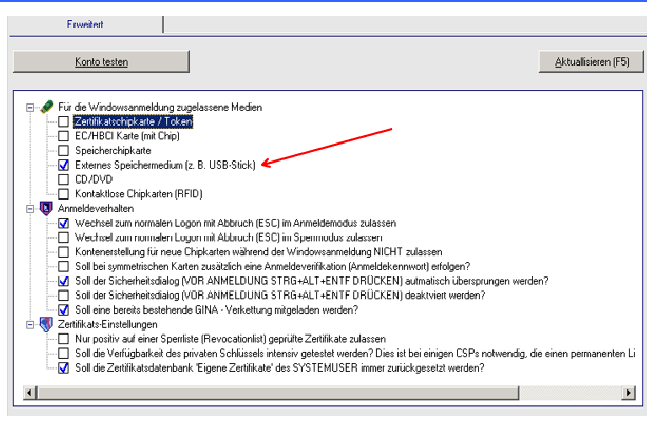 Erweitert
Konto testen
Aktuallisieren (F5)
Für die Windowsanmeldung zugelassene Medien
Zertifikatschipkarte / Token
EC/HBCI Karte (mit Chip)
Speicherchipkarte
Externes Speichermedium (z. B. USB-Stick)
CD/DVD
Kontaktlose Chipkarten (RFID)
Anmeldeverhalten
Wechsel zum normalen Logon mit Abbruch (ESC) im Anmeldemodus zulassen
Wechsel zum normalen Logon mit Abbruch (ESC) im Sperrmodus zulassen
Kontenerstellung für neue Chipkarten während der Windowsanmeldung NICHT zulassen
Soll bei symmetrischen Karten zusätzlich eine Anmeldeverifikation (Anmeldekennwort) erfolgen?
Soll der Sicherheitsdialog (VOR ANMELDUNG STRG+ALT+ENTF DRÜCKEN) autmatisch übersprungen werden?
Soll der Sicherheitsdialog (VOR ANMELDUNG STRG+ALT+ENTF DRÜCKEN) deaktviert werden?
Soll eine bereits bestehende GINA - Verkettung mitgeladen werden?
Zertifikats-Einstellungen
Nur positiv auf einer Sperrliste (Revocationlist) geprüfte Zertifikate zulassen
Soll die Verfügbarkeit des privaten Schlüssels intensiv getestet werden? Dies ist bei einigen CSPs notwendig, die einen permanenten Li
Soll die Zertifikatsdatenbank 'Eigene Zertifikate' des SYSTEMUSER immer zurückgesetzt werden?